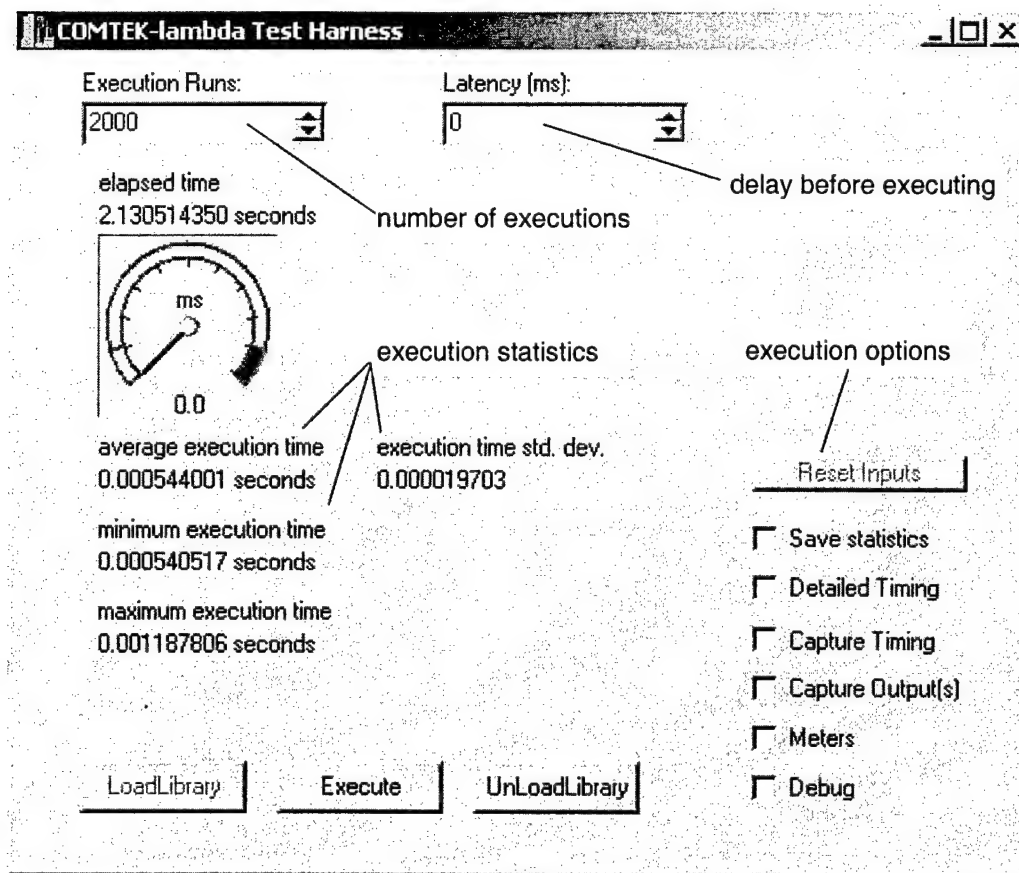 COMTEK-lambda Test Harness
Execution Runs:
Latency (ms):
2000
0
delay before executing
number of executions
elapsed time
2.130514350 seconds
ms
0.0
execution statistics
execution options
average execution time
0.000544001 seconds
execution time std. dev.
0.000019703
minimum execution time
0.000540517 seconds
maximum execution time
0.001187806 seconds
Reset Inputs
Save statistics
Detailed Timing
Capture Timing
Capture Output(s)
Meters
Debug
LoadLibrary
Execute
UnLoadLibrary